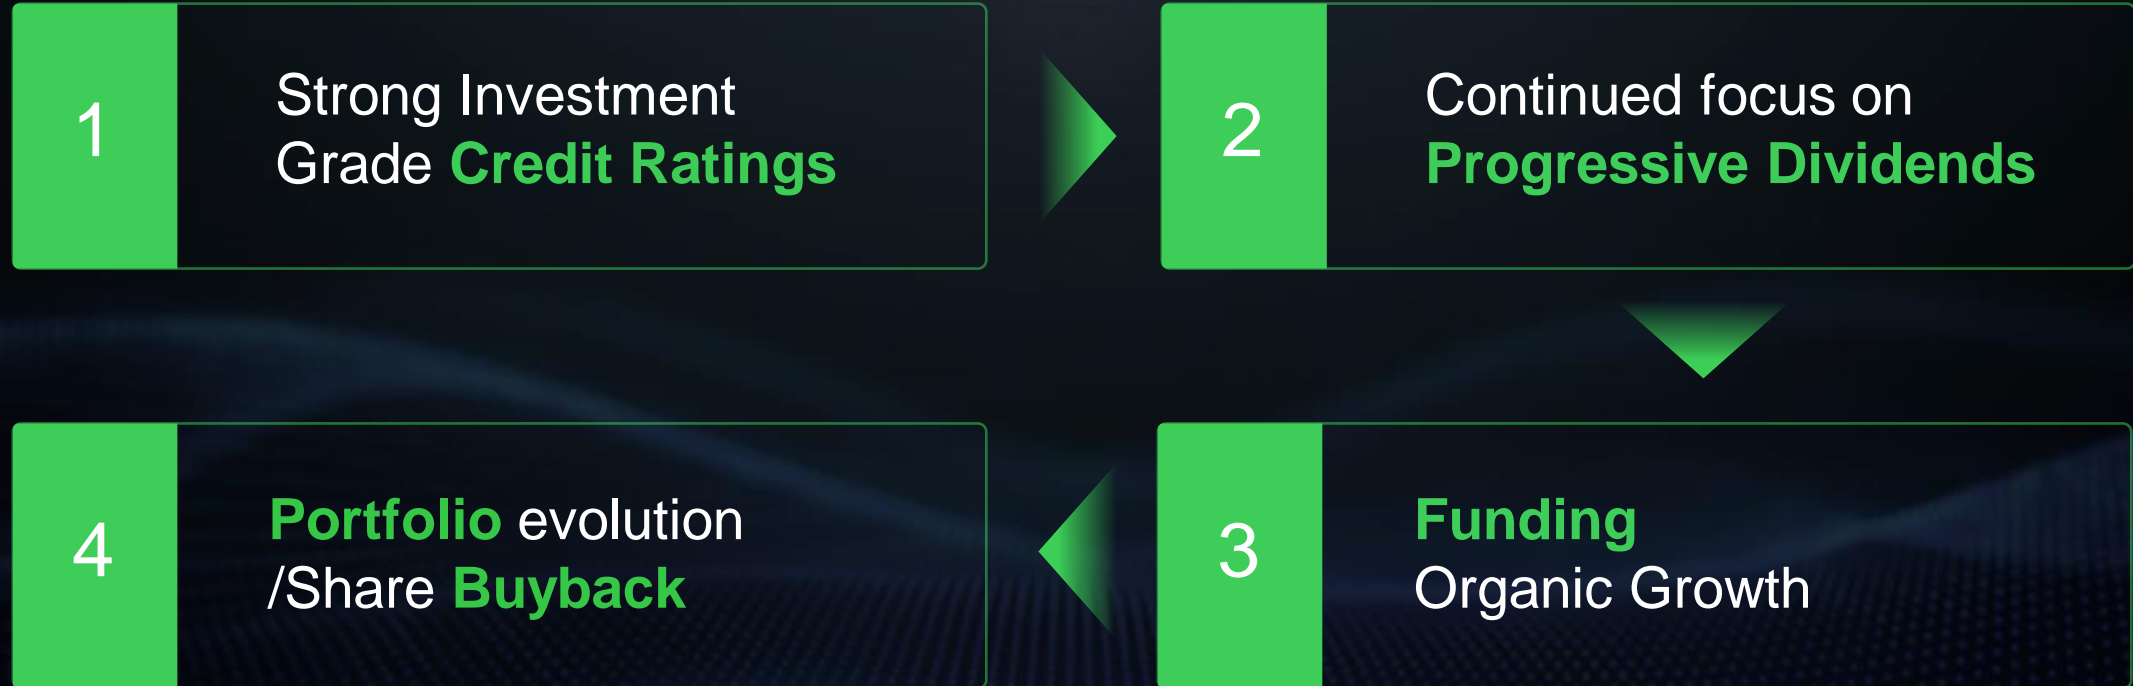 1
Strong Investment
Grade Credit Ratings
2
Continued focus on
Progressive Dividends
3
Funding
Organic Growth
4
Portfolio evolution
/Share Buyback